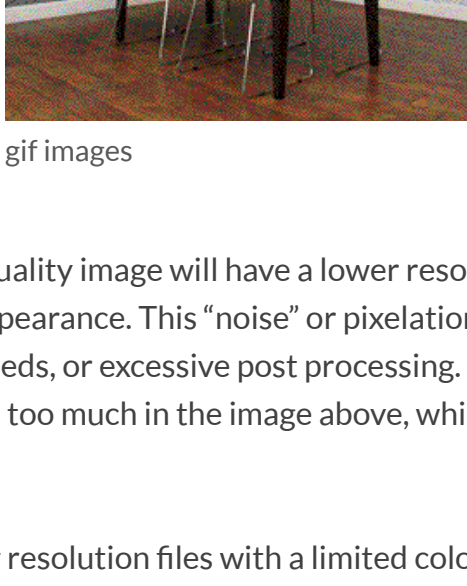 gif images
uality image will have a lower reso
pearance. This “noise” or pixelation
eds, or excessive post processing.
too much in the image above, whi
resolution files with a limited colo